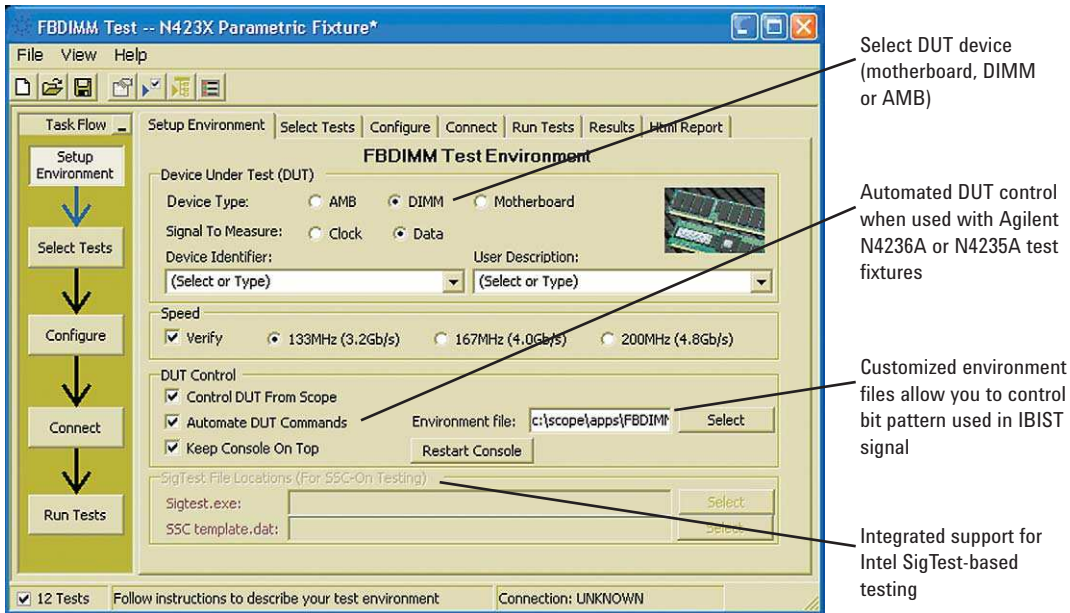 FBDIMM Test -- N423X Parametric Fixture*
File View Help
Task Flow
Setup Environment
Select Tests
Configure
Connect
Run Tests
Setup Environment Select Tests Configure Connect Run Tests Results Html Report
FBDIMM Test Environment
Device Under Test (DUT)
Device Type: AMB DIMM Motherboard
Signal To Measure: Clock Data
Device Identifier: User Description:
(Select or Type) (Select or Type)
Speed
Verify 133MHz (3.2Gb/s) 167MHz (4.0Gb/s) 200MHz (4.8Gb/s)
DUT Control
Control DUT From Scope
Automate DUT Commands Environment file: c:\scope\apps\FBDIMM Select
Keep Console On Top Restart Console
SigTest File Locations (For SSC-On Testing)
Sigtest.exe: Select
SSC template.dat: Select
12 Tests Follow instructions to describe your test environment Connection: UNKNOWN
Select DUT device
(motherboard, DIMM
or AMB)
Automated DUT control
when used with Agilent
N4236A or N4235A test
fixtures
Customized environment
files allow you to control
bit pattern used in IBIST
signal
Integrated support for
Intel SigTest-based
testing